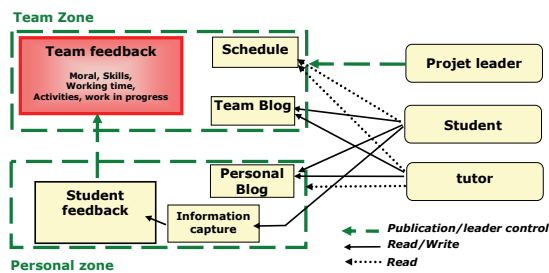 Team Zone
Team feedback
Moral, Skills,
Working time,
Activities, work in progress
Schedule
Team Blog
Projet leader
Student
tutor
Personal
Blog
Student
feedback
Information
capture
Personal zone
Publication/leader control
Read/Write
Read